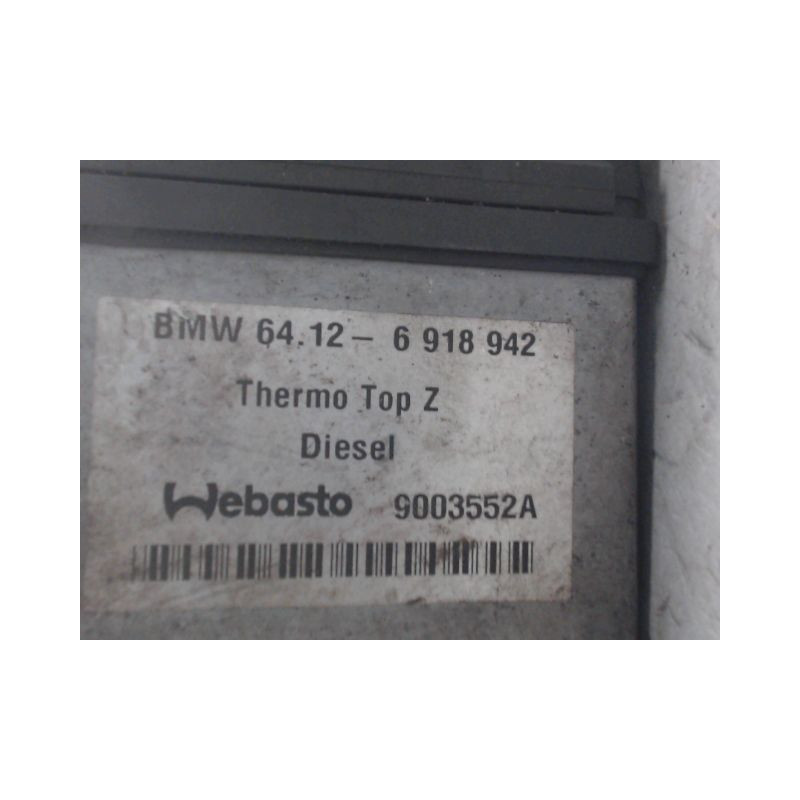 BMW 64.12 - 6 918 942
Thermo Top Z
Diesel
Webasto 9003552A